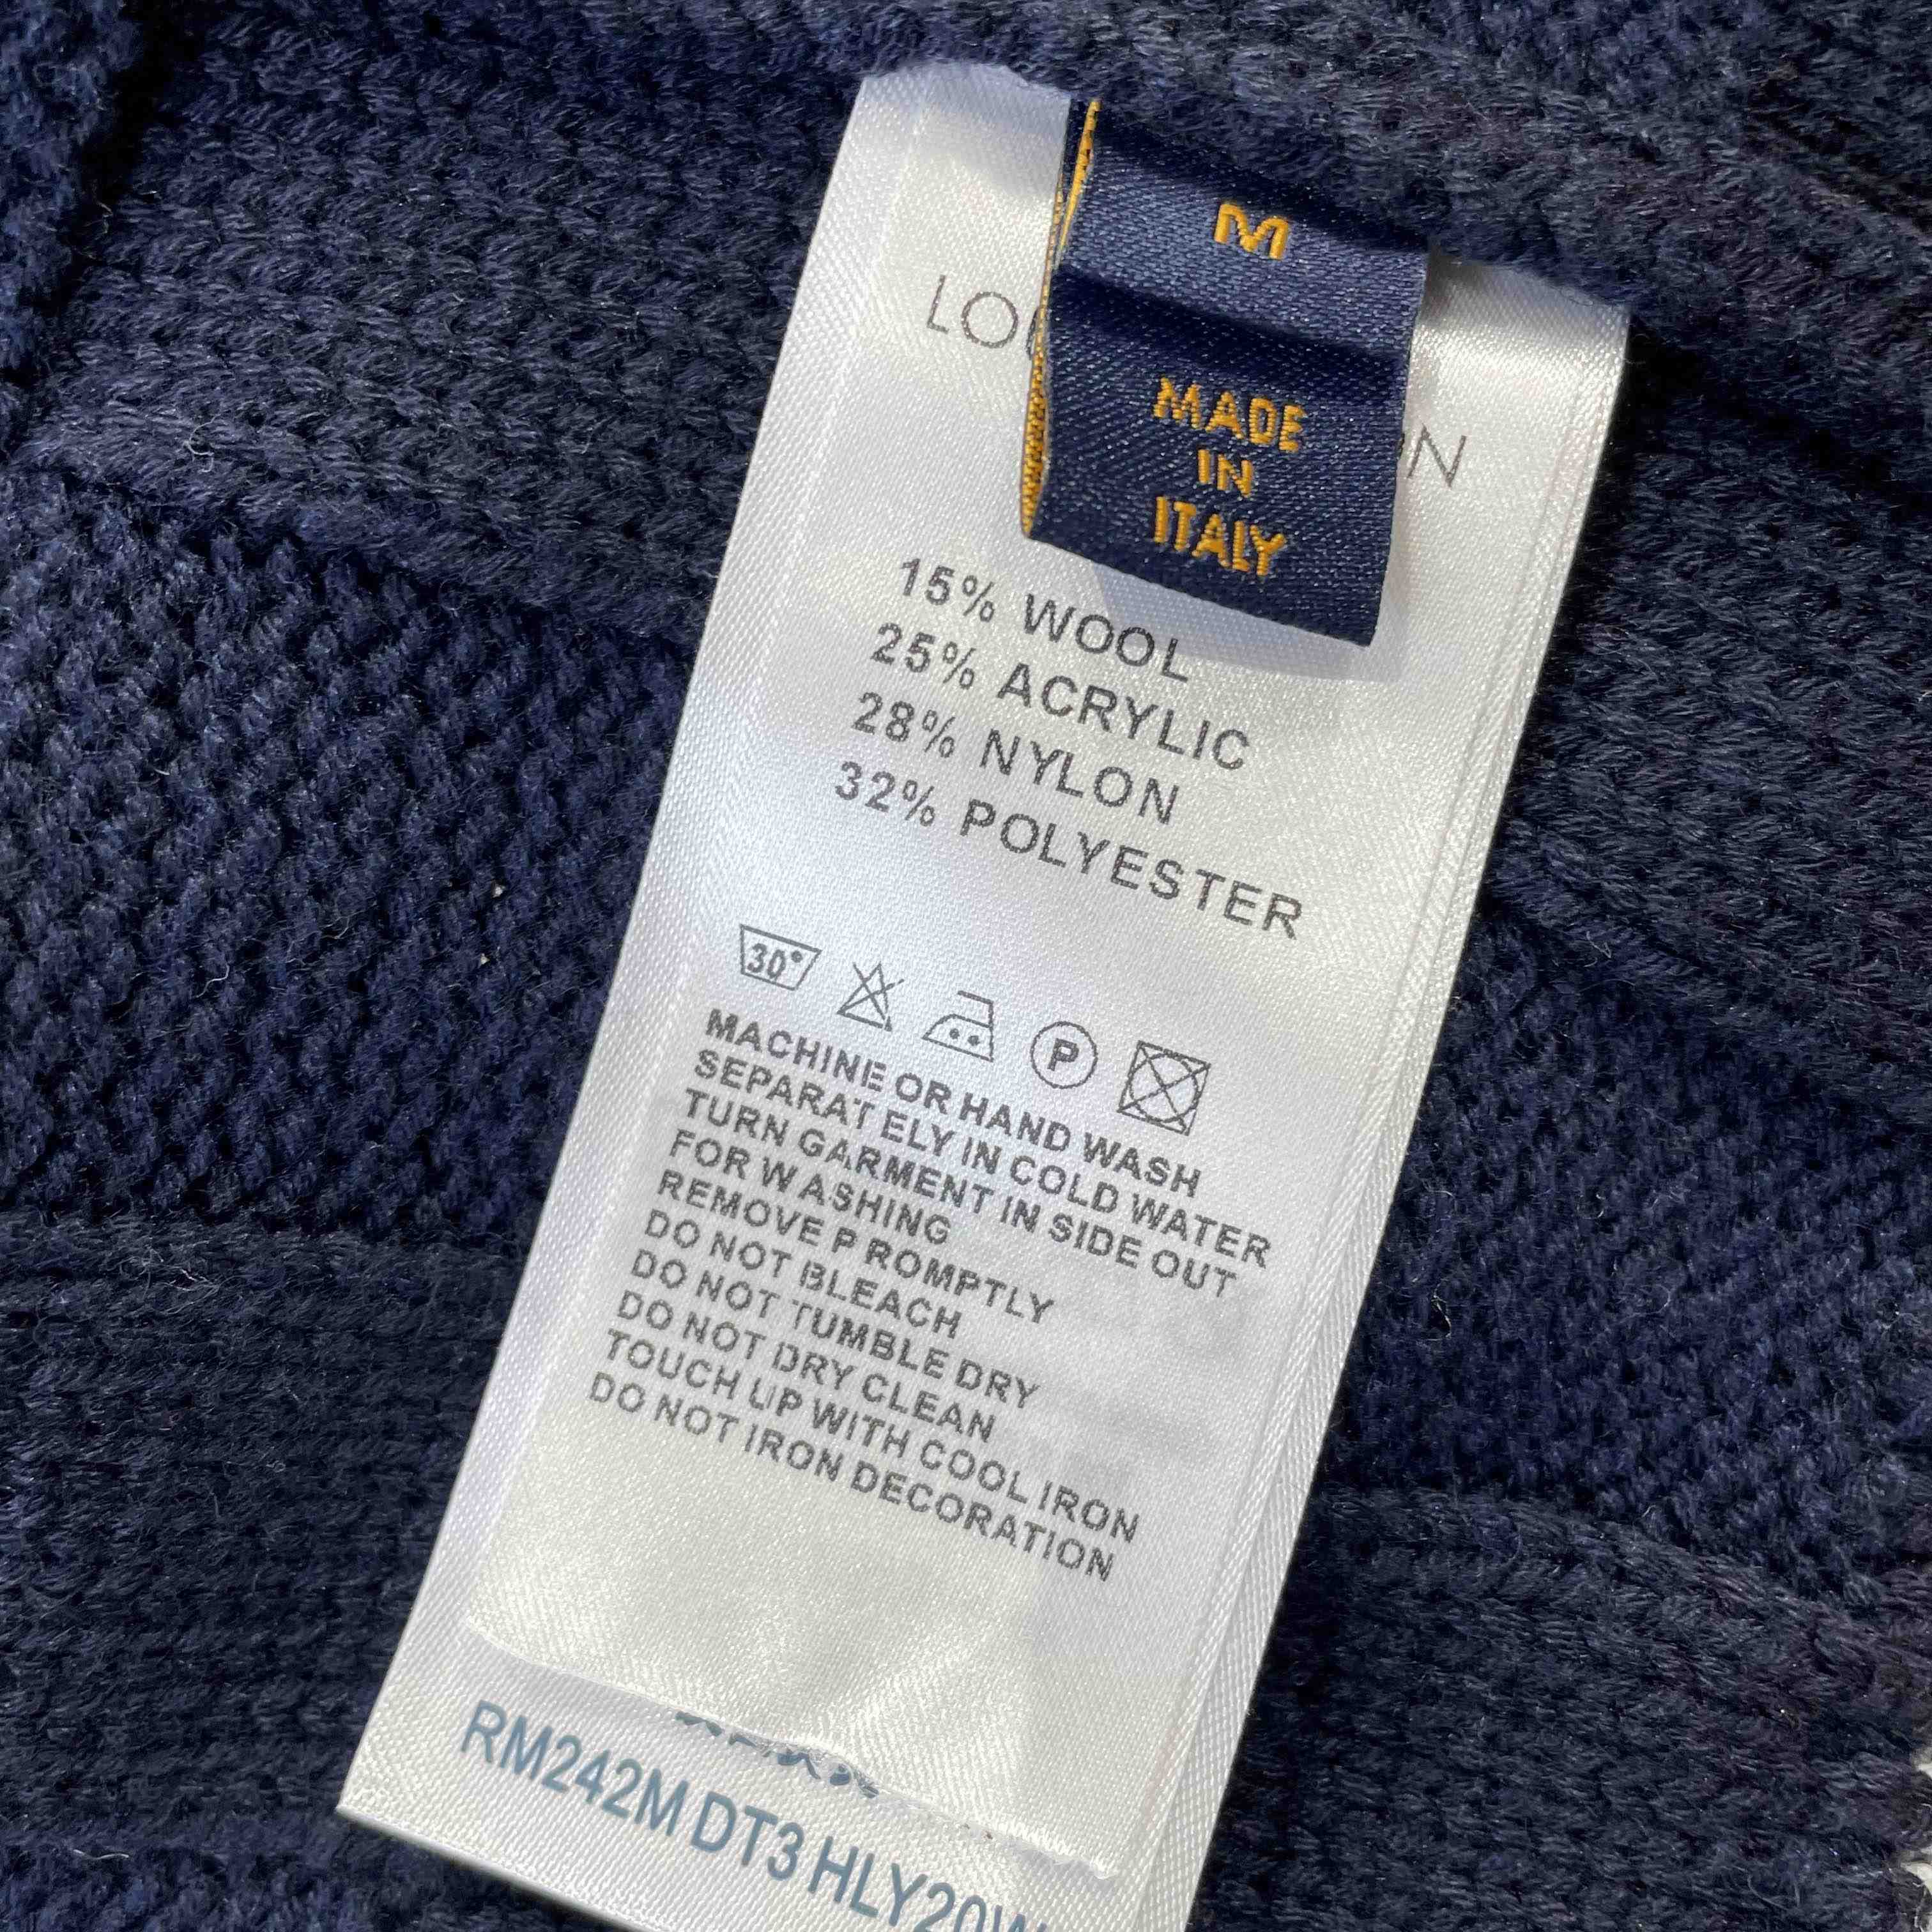 M
MADE
IN
ITALY
15% WOOL
25% ACRYLIC
28% NYLON
32% POLYESTER
30°
P
MACHINE OR HAND WASH
SEPARAT ELY IN COLD WATER
TURN GARMENT IN SIDE OUT
FOR W ASHING
REMOVE P ROMPTLY
DO NOT BLEACH
DO NOT TUMBLE DRY
DO NOT DRY CLEAN
TOUCH UP WITH COOL IRON
DO NOT IRON DECORATION
RM242M DT3 HLY20W